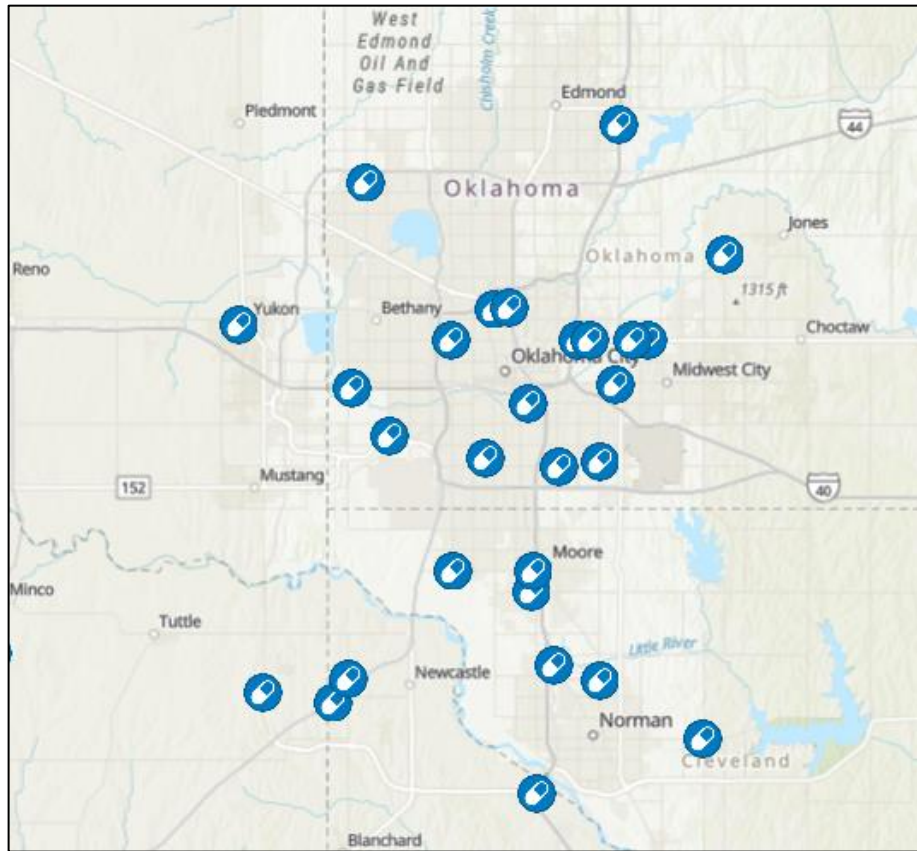 West
Edmond
Oil And
Gas Field
Chisholm Creek
Edmond
Piedmont
44
Oklahoma
Jones
Oklahoma
Reno
1315 ft
Yukon
Bethany
Choctaw
Oklahoma City
Midwest City
Mustang
152
40
Moore
Minco
Tuttle
Little River
Newcastle
Norman
Cleveland
Blanchard